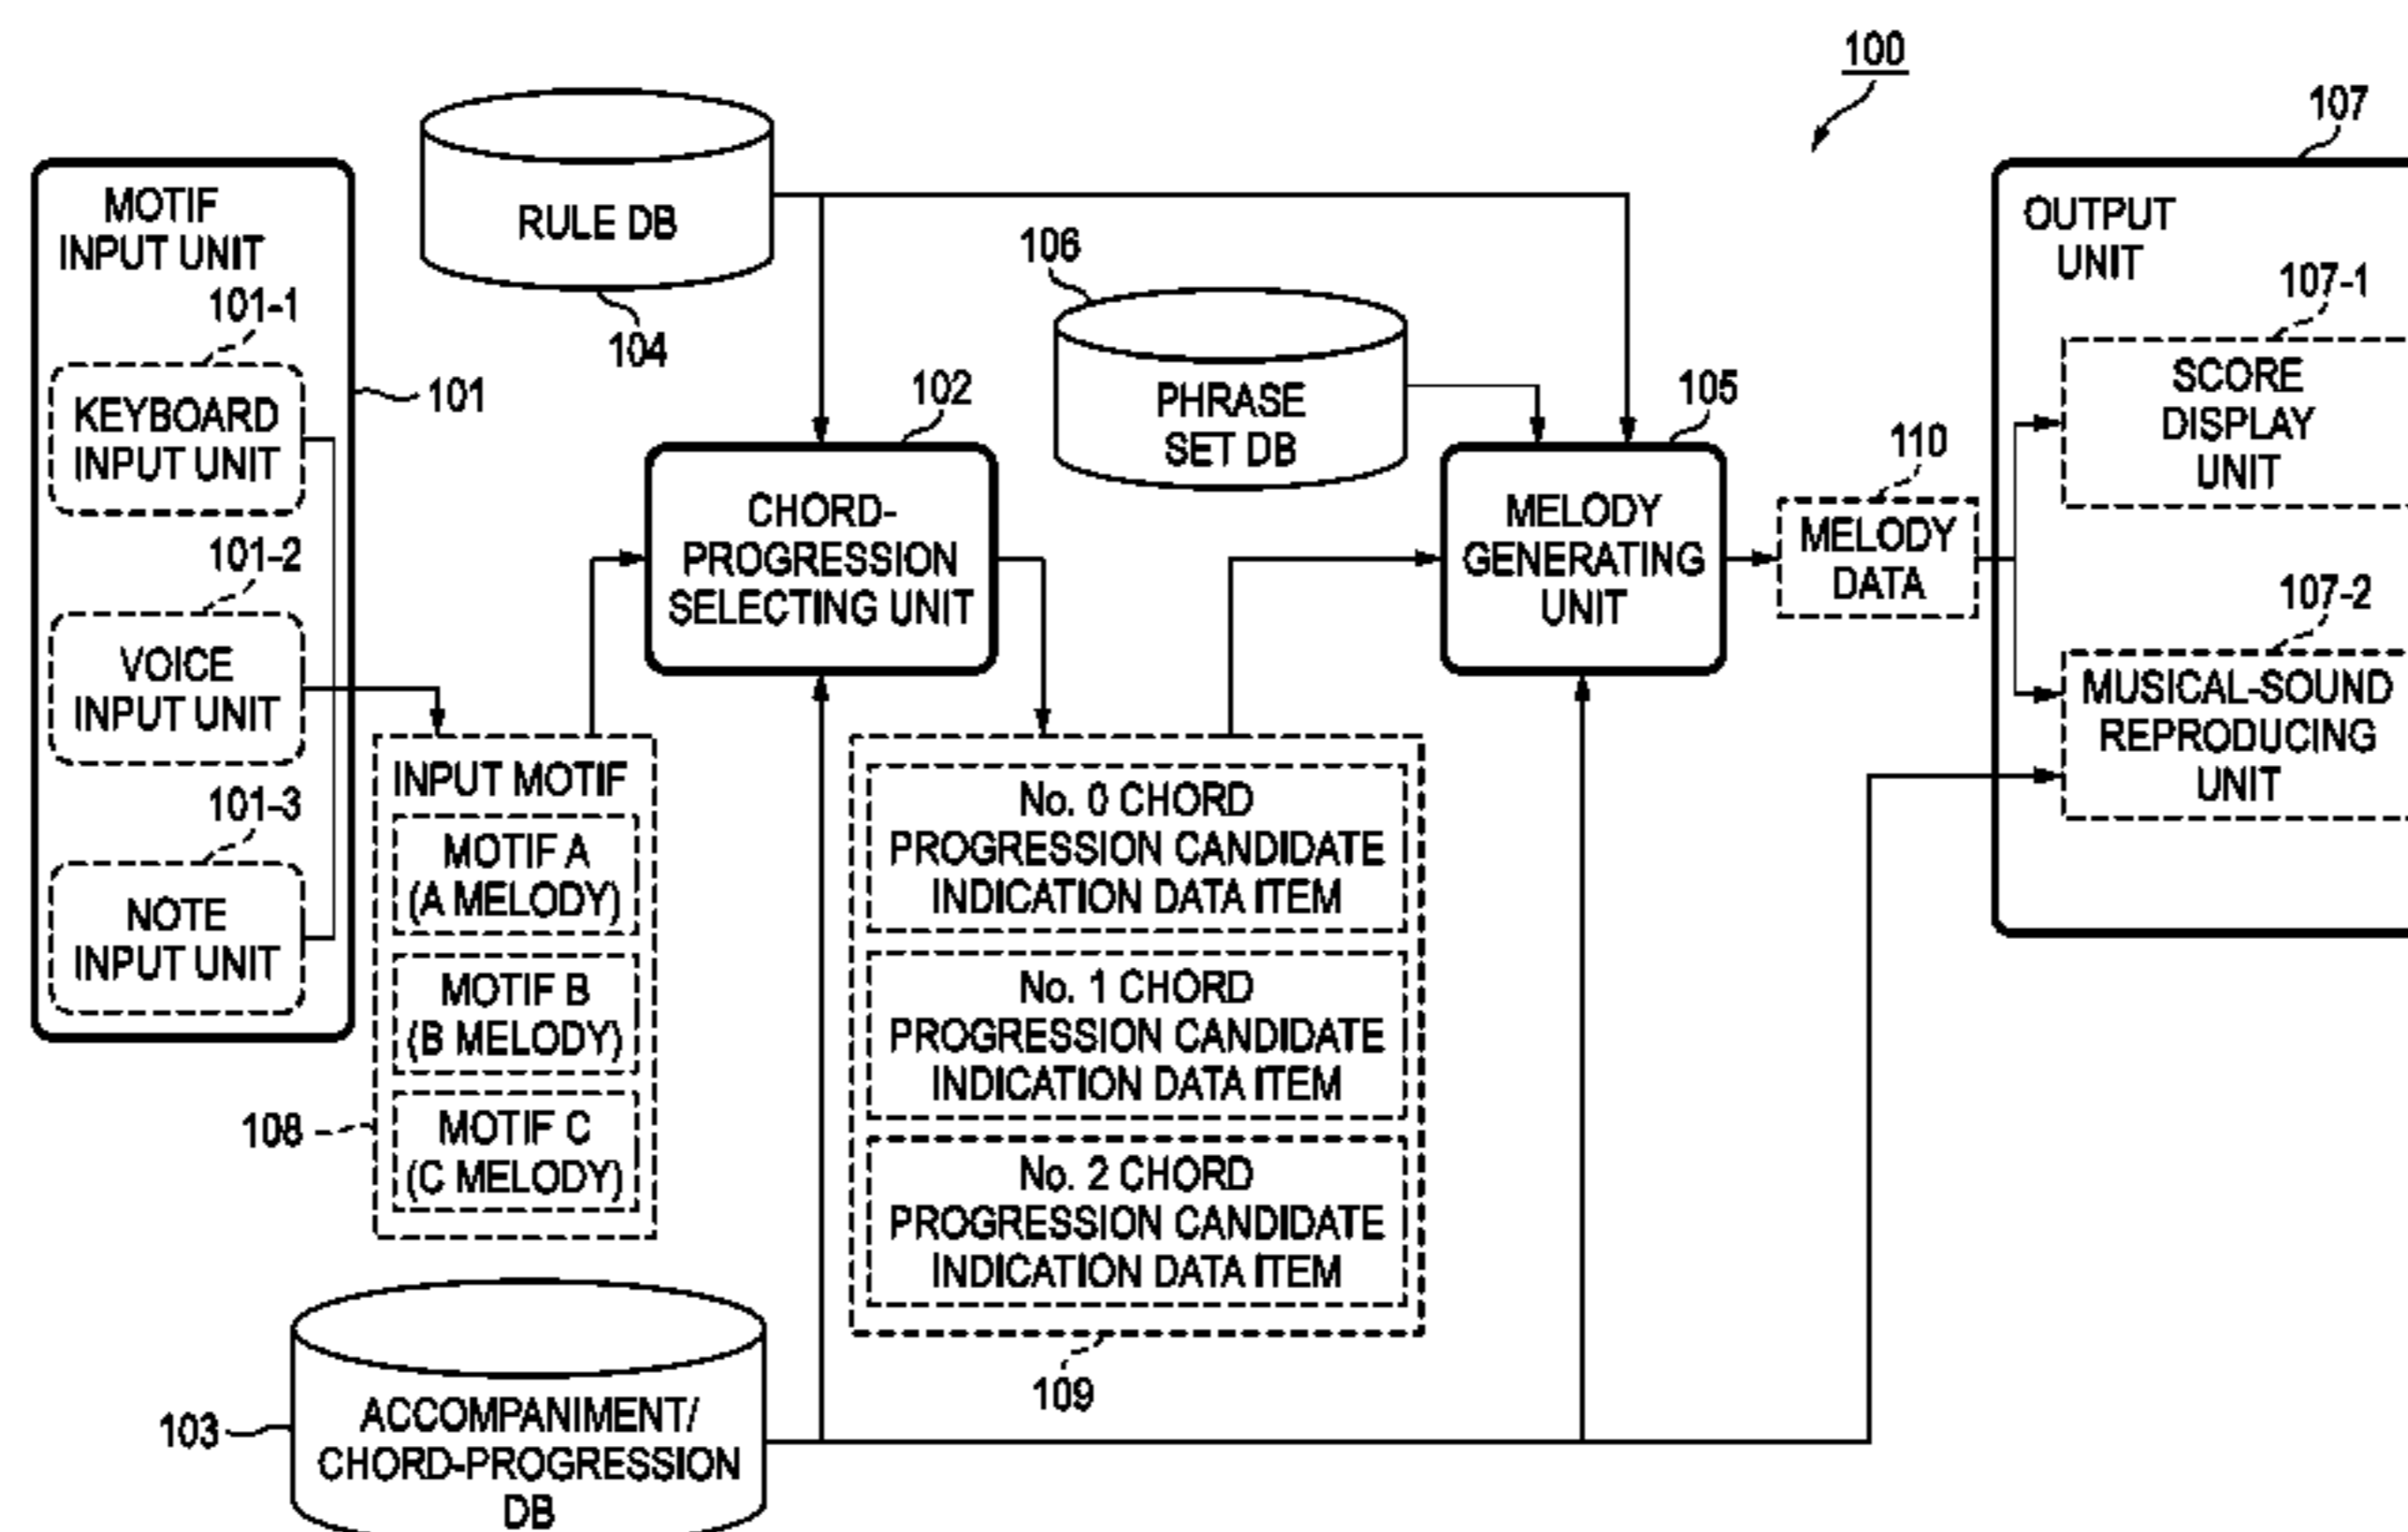 100
107
MOTIF
INPUT UNIT
101-1
KEYBOARD
INPUT UNIT
101-2
VOICE
INPUT UNIT
101-3
NOTE
INPUT UNIT
101
RULE DB
104
106
PHRASE
SET DB
102
CHORD-
PROGRESSION
SELECTING UNIT
105
MELODY
GENERATING
UNIT
110
MELODY
DATA
OUTPUT
UNIT
107-1
SCORE
DISPLAY
UNIT
107-2
MUSICAL-SOUND
REPRODUCING
UNIT
INPUT MOTIF
MOTIF A
(A MELODY)
MOTIF B
(B MELODY)
MOTIF C
(C MELODY)
108
No. 0 CHORD
PROGRESSION CANDIDATE
INDICATION DATA ITEM
No. 1 CHORD
PROGRESSION CANDIDATE
INDICATION DATA ITEM
No. 2 CHORD
PROGRESSION CANDIDATE
INDICATION DATA ITEM
109
103
ACCOMPANIMENT/
CHORD-PROGRESSION
DB